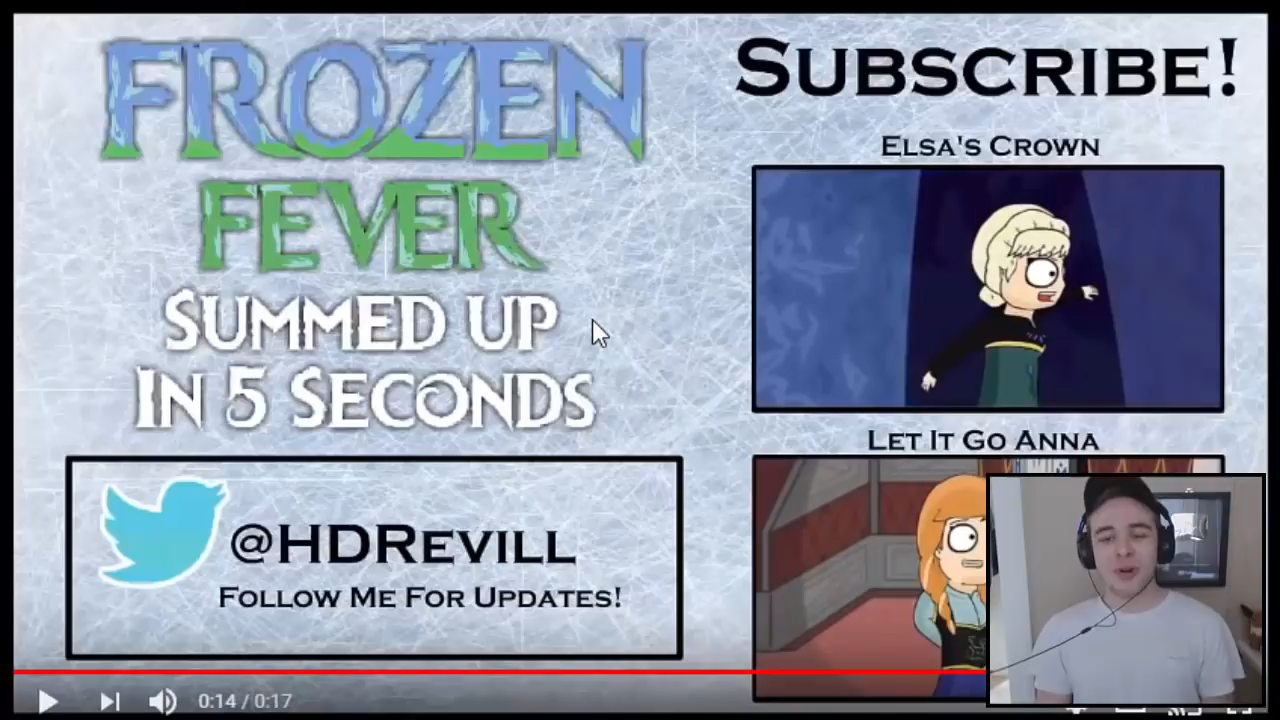 FROZEN
FEVER
SUMMED UP
IN 5 SECONDS
@HDREVILL
FOLLOW ME FOR UPDATES!
SUBSCRIBE!
ELSA'S CROWN
LET IT GO ANNA
0:14 / 0:17